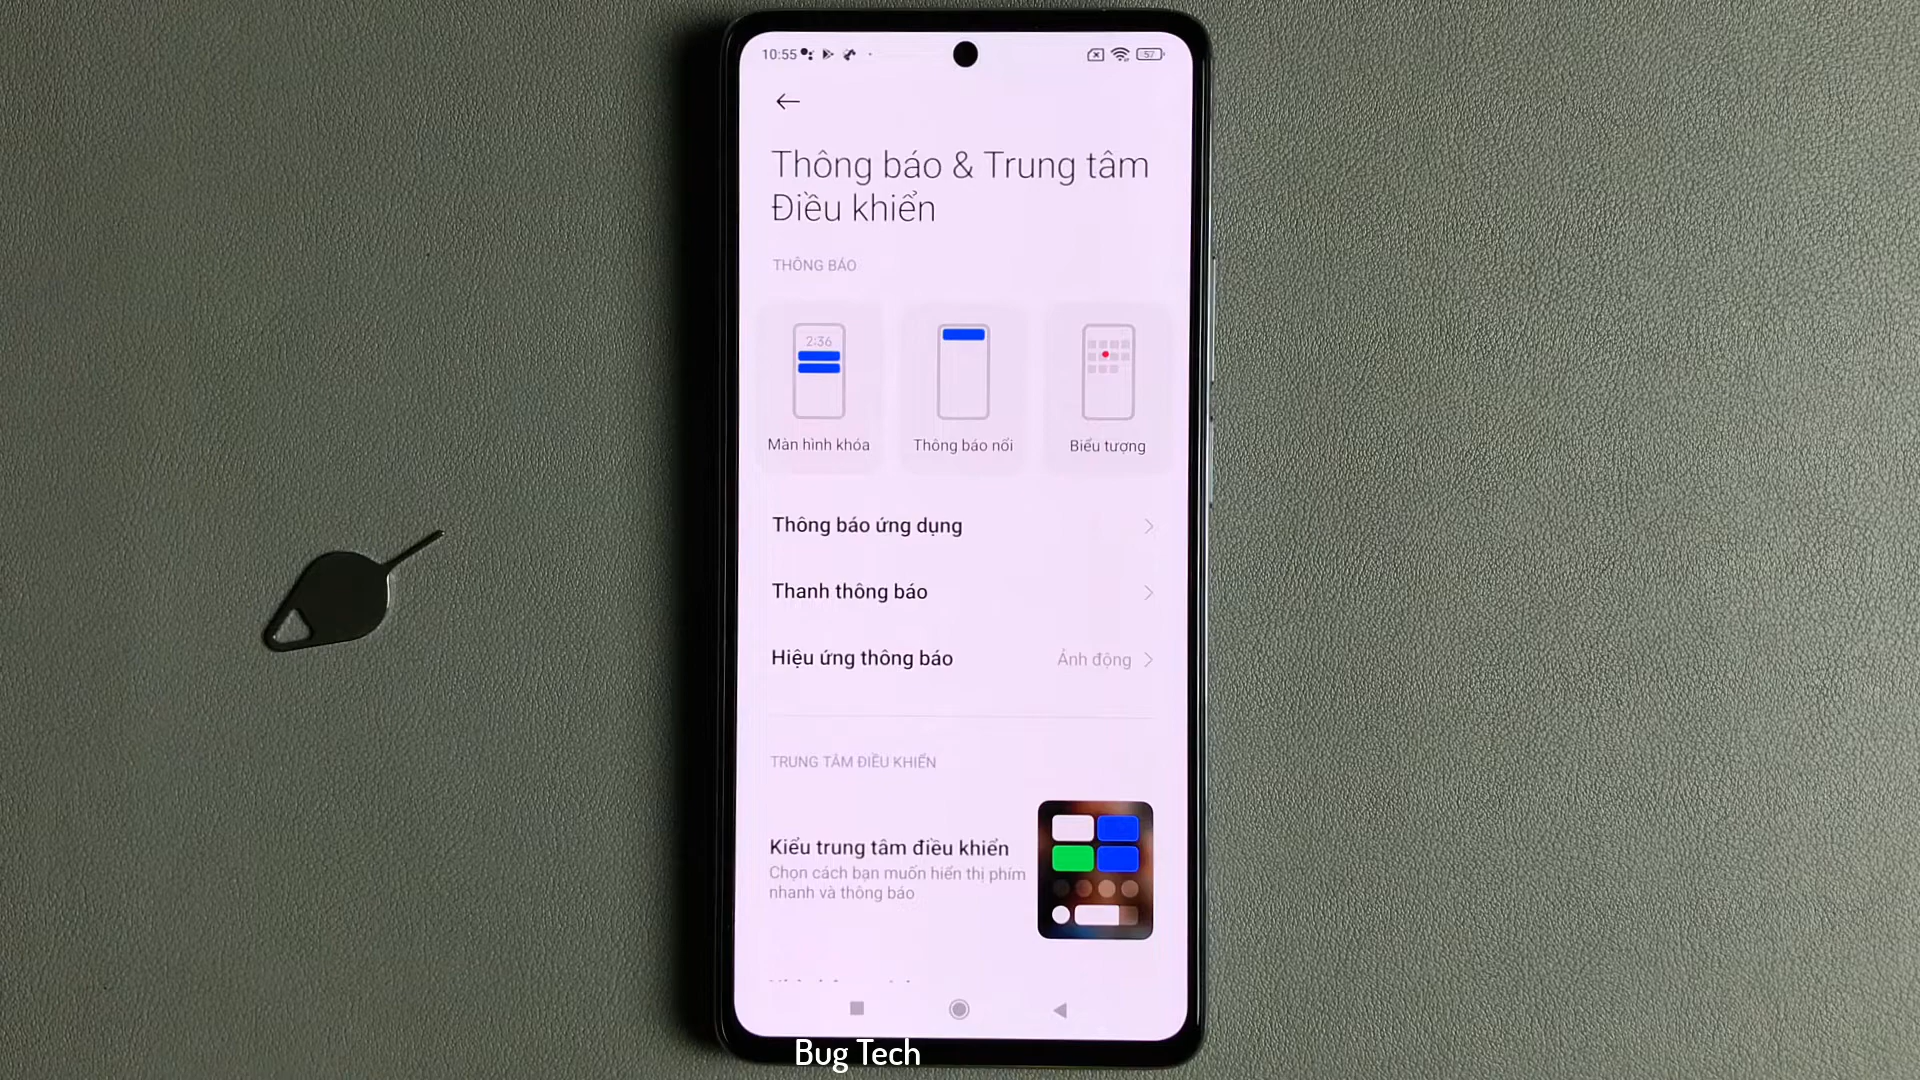 10:55
57
Thông báo & Trung tâm
Điều khiển
THÔNG BÁO
2:36
Màn hình khóa
Thông báo nổi
Biểu tượng
Thông báo ứng dụng
Thanh thông báo
Hiệu ứng thông báo
Ảnh động
TRUNG TÂM ĐIỀU KHIỂN
Kiểu trung tâm điều khiển
Chọn cách bạn muốn hiển thị phím
nhanh và thông báo
Bug Tech